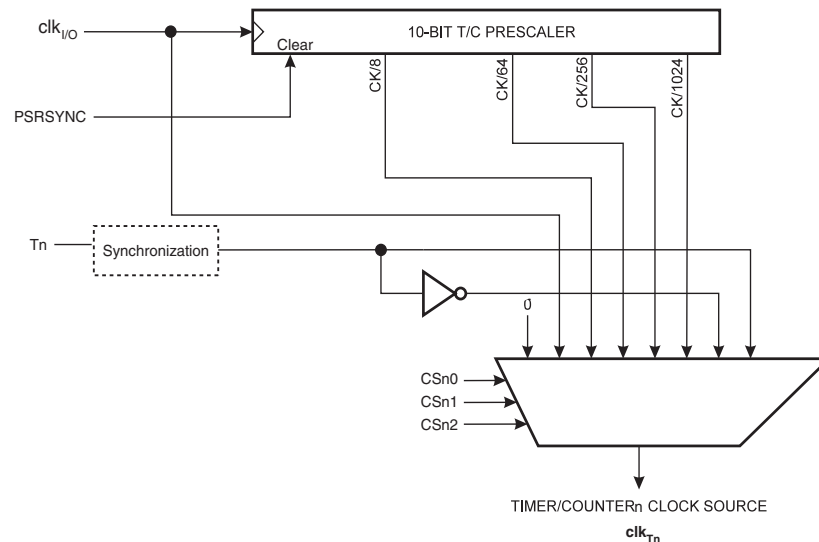 clkI/O
10-BIT T/C PRESCALER
Clear
CK/8
CK/64
CK/256
CK/1024
PSRSYNC
Tn
Synchronization
0
CSn0
CSn1
CSn2
TIMER/COUNTERn CLOCK SOURCE
clkTn